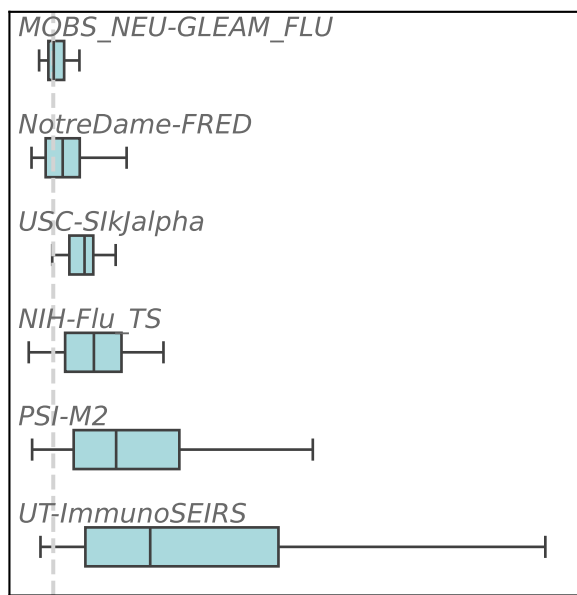 MOBS_NEU-GLEAM_FLU
NotreDame-FRED
USC-SIkJalpha
NIH-Flu_TS
PSI-M2
UT-ImmunoSEIRS